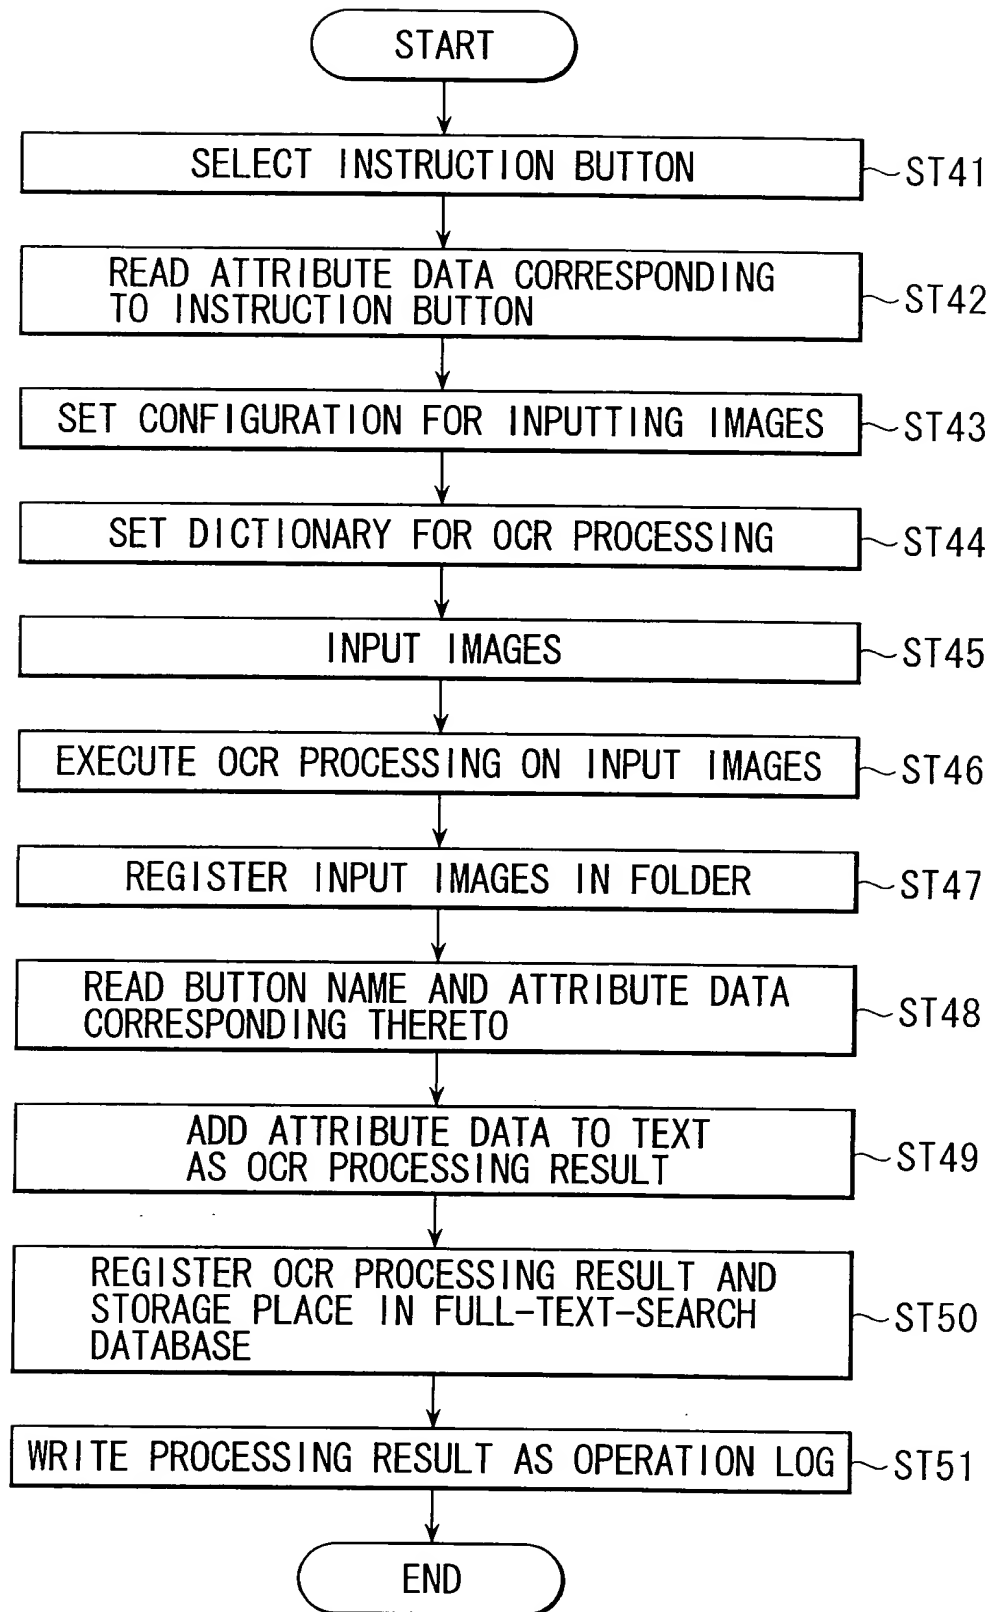 START
SELECT INSTRUCTION BUTTON
ST41
READ ATTRIBUTE DATA CORRESPONDING
TO INSTRUCTION BUTTON
ST42
SET CONFIGURATION FOR INPUTTING IMAGES
ST43
SET DICTIONARY FOR OCR PROCESSING
ST44
INPUT IMAGES
ST45
EXECUTE OCR PROCESSING ON INPUT IMAGES
ST46
REGISTER INPUT IMAGES IN FOLDER
ST47
READ BUTTON NAME AND ATTRIBUTE DATA
CORRESPONDING THERETO
ST48
ADD ATTRIBUTE DATA TO TEXT
AS OCR PROCESSING RESULT
ST49
REGISTER OCR PROCESSING RESULT AND
STORAGE PLACE IN FULL-TEXT-SEARCH
DATABASE
ST50
WRITE PROCESSING RESULT AS OPERATION LOG
ST51
END